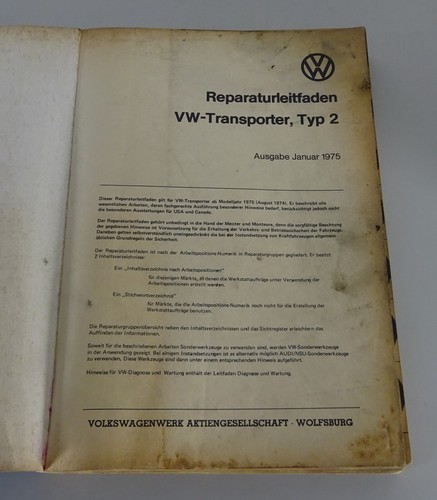 Reparaturleitfaden
VW-Transporter, Typ 2
Ausgabe Januar 1975
Dieser Reparaturleitfaden gilt für VW-Transporter ab Modelljahr 1975 (August 1974). Er beschreibt alle
wesentlichen Arbeiten, deren fachgerechte Ausführung besonderer Hinweise bedarf, berücksichtigt jedoch nicht
die besonderen Ausstattungen für USA und Canada.
Der Reparaturleitfaden gehört unbedingt in die Hand der Meister und Monteure, denn die sorgfältige Beachtung
der gegebenen Hinweise ist Voraussetzung für die Erhaltung der Verkehrs- und Betriebssicherheit der Fahrzeuge.
Daneben gelten selbstverständlich uneingeschränkt die bei der Instandsetzung von Kraftfahrzeugen allgemein
üblichen Grundregeln der Sicherheit.
Der Reparaturleitfaden ist nach der Arbeitspositions-Numerik in Reparaturgruppen gegliedert. Er besitzt
2 Inhaltsverzeichnisse:
Ein „Inhaltsverzeichnis nach Arbeitspositionen"
für diejenigen Märkte, die ihre Werkstattaufträge unter Verwendung der
Arbeitspositionen erstellt werden.
Ein „Stichwortverzeichnis"
für Märkte, die die Arbeitspositions-Numerik noch nicht für die Erstellung der
Werkstattaufträge benutzen.
Die Reparaturgruppenübersicht neben den Inhaltsverzeichnissen und das Seitenregister erleichtern das
Auffinden der Informationen.
Soweit für die beschriebenen Arbeiten Sonderwerkzeuge zu verwenden sind, werden VW-Sonderwerkzeuge
in der Anwendung gezeigt. Bei einigen Instandsetzungen ist es alternativ möglich AUDI/NSU-Sonderwerkzeuge
zu verwenden. Diese Werkzeuge sind dann unter einem entsprechenden Hinweis aufgeführt.
Hinweise für VW-Diagnose und Wartung enthält der Leitfaden Diagnose und Wartung.
VOLKSWAGENWERK AKTIENGESELLSCHAFT · WOLFSBURG